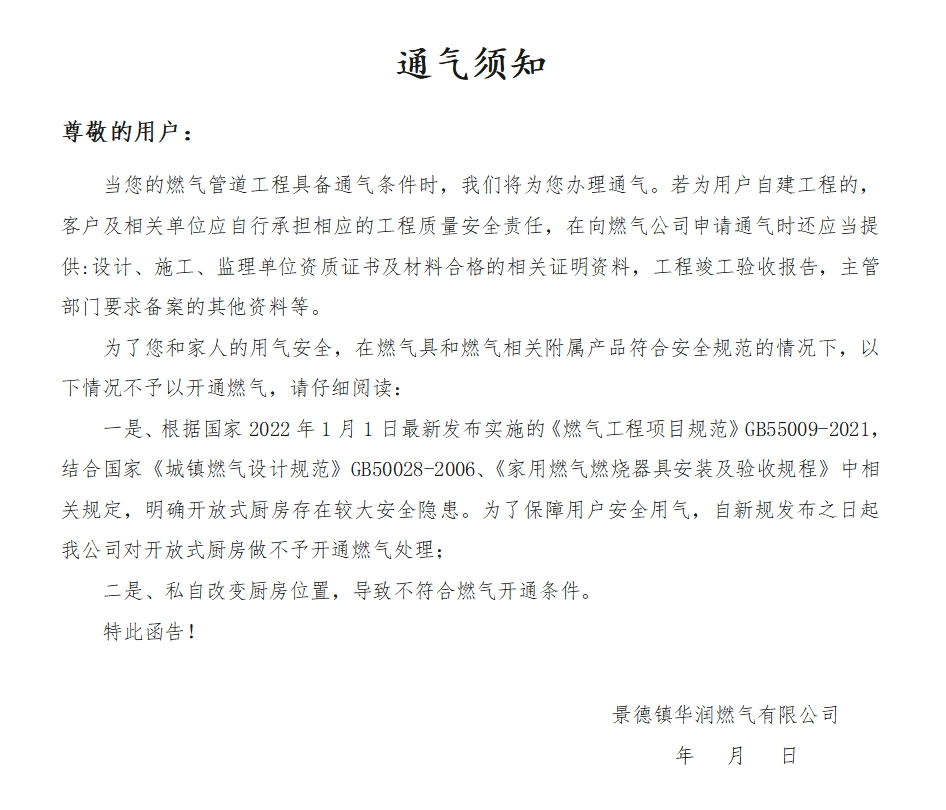 通气须知
尊敬的用户：
当您的燃气管道工程具备通气条件时，我们将为您办理通气。若为用户自建工程的，
客户及相关单位应自行承担相应的工程质量安全责任，在向燃气公司申请通气时还应当提
供:设计、施工、监理单位资质证书及材料合格的相关证明资料，工程竣工验收报告，主管
部门要求备案的其他资料等。
为了您和家人的用气安全，在燃气具和燃气相关附属产品符合安全规范的情况下，以
下情况不予以开通燃气，请仔细阅读：
一是、根据国家 2022 年 1 月 1 日最新发布实施的《燃气工程项目规范》GB55009-2021，
结合国家《城镇燃气设计规范》GB50028-2006、《家用燃气燃烧器具安装及验收规程》中相
关规定，明确开放式厨房存在较大安全隐患。为了保障用户安全用气，自新规发布之日起
我公司对开放式厨房做不予开通燃气处理；
二是、私自改变厨房位置，导致不符合燃气开通条件。
特此函告！
景德镇华润燃气有限公司
年 月 日